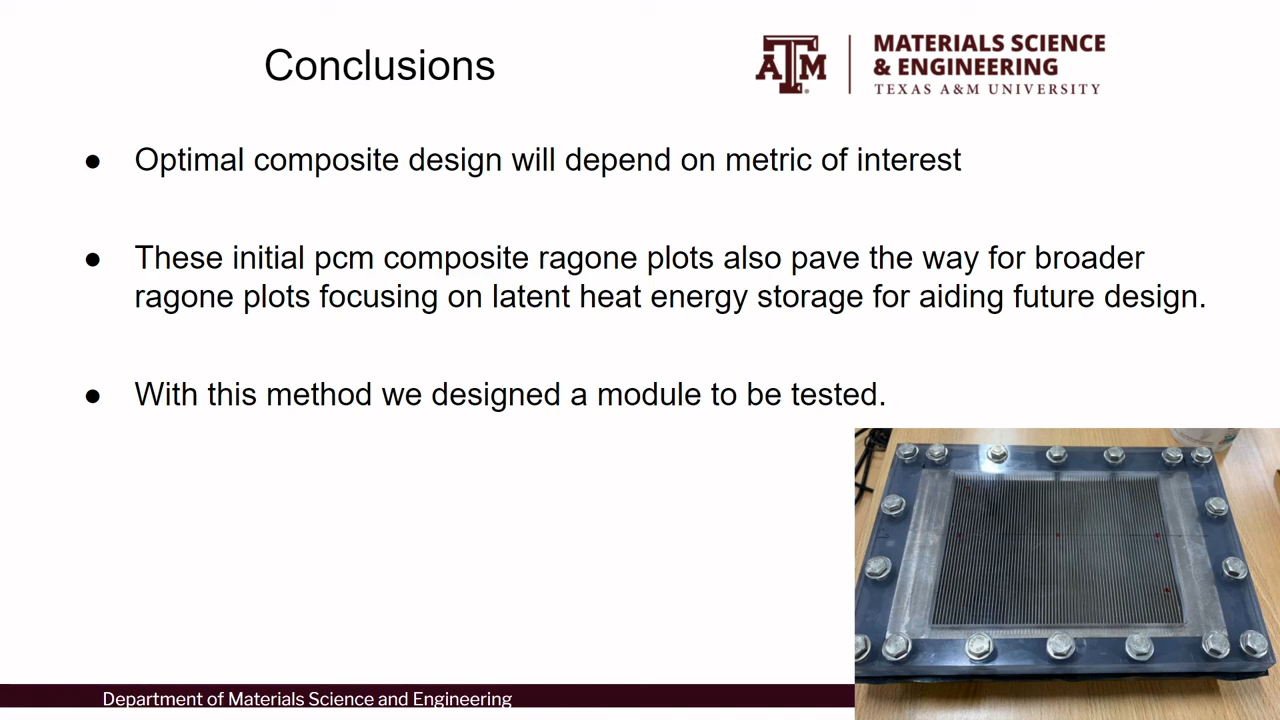 Conclusions
MATERIALS SCIENCE
& ENGINEERING
TEXAS A&M UNIVERSITY
● Optimal composite design will depend on metric of interest
● These initial pcm composite ragone plots also pave the way for broader
ragone plots focusing on latent heat energy storage for aiding future design.
● With this method we designed a module to be tested.
Department of Materials Science and Engineering